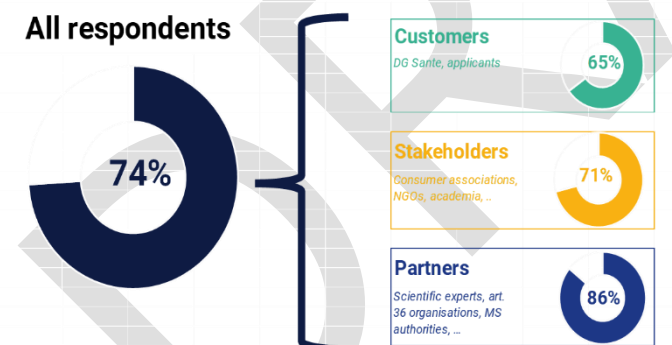 All respondents
74%
Customers
DG Sante, applicants
65%
Stakeholders
Consumer associations,
NGOs, academia, ..
71%
Partners
Scientific experts, art.
36 organisations, MS
authorities, ...
86%